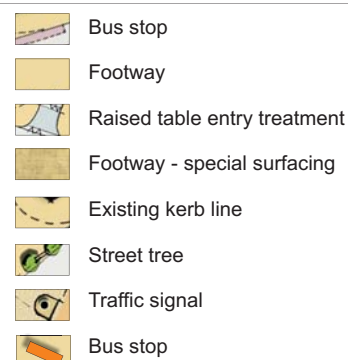 Bus stop
Footway
Raised table entry treatment
Footway - special surfacing
Existing kerb line
Street tree
Traffic signal
Bus stop